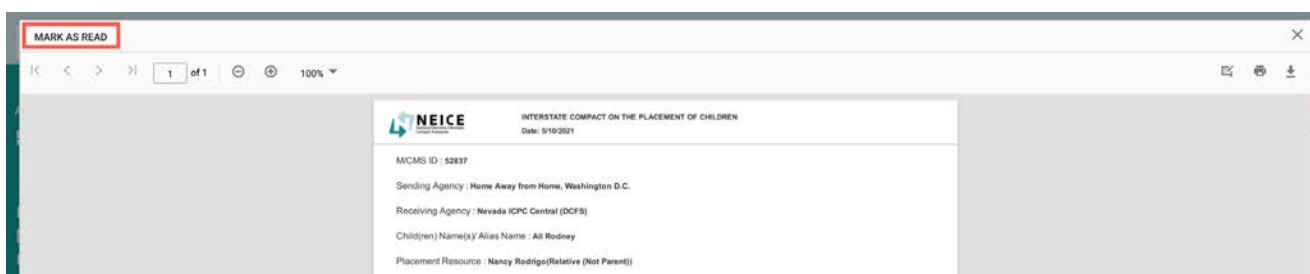 MARK AS READ
1 of 1 100%
NEICE
INTERSTATE COMPACT ON THE PLACEMENT OF CHILDREN
Date: 5/10/2021
M/CMS ID : 52837
Sending Agency : Home Away from Home, Washington D.C.
Receiving Agency : Nevada ICPC Central (DCFS)
Child(ren) Name(s)/ Alias Name : Ali Rodney
Placement Resource : Nancy Rodrigo(Relative (Not Parent))